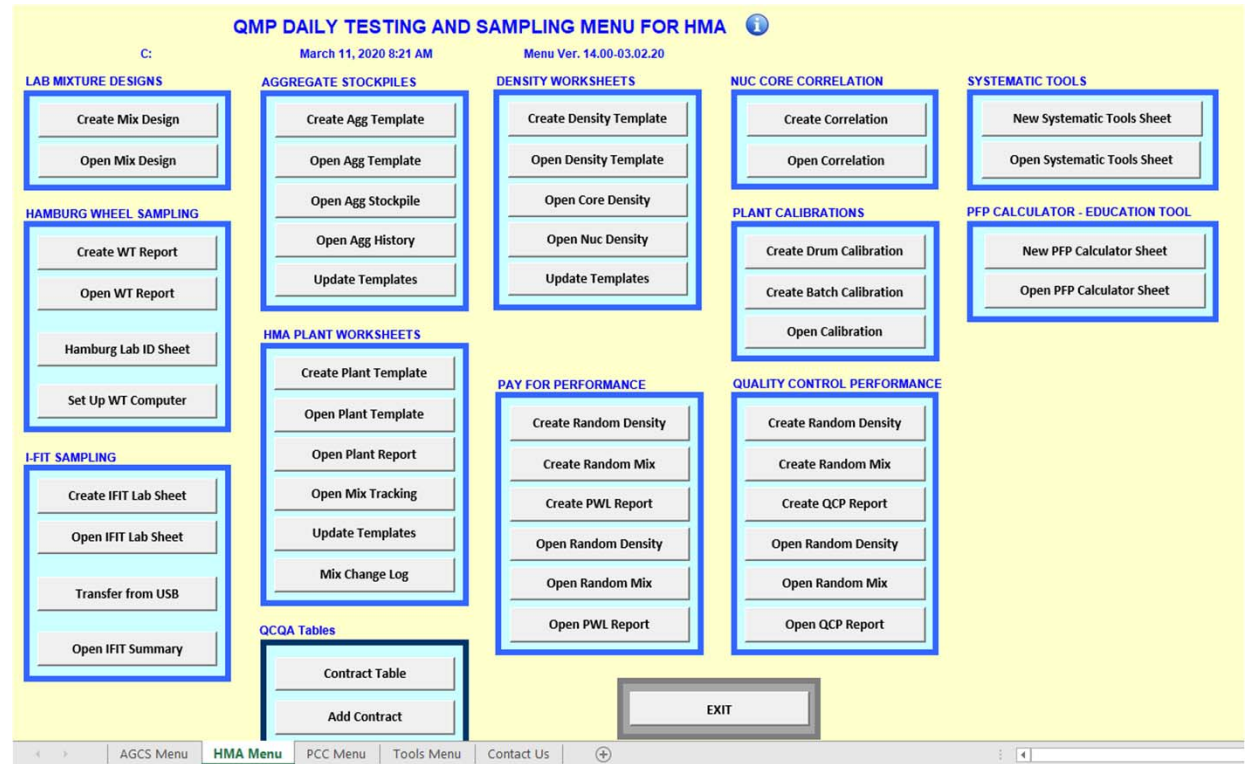 QMP DAILY TESTING AND SAMPLING MENU FOR HMA i
C: March 11, 2020 8:21 AM Menu Ver. 14.00-03.02.20
LAB MIXTURE DESIGNS
Create Mix Design
Open Mix Design
HAMBURG WHEEL SAMPLING
Create WT Report
Open WT Report
Hamburg Lab ID Sheet
Set Up WT Computer
I-FIT SAMPLING
Create IFIT Lab Sheet
Open IFIT Lab Sheet
Transfer from USB
Open IFIT Summary
AGGREGATE STOCKPILES
Create Agg Template
Open Agg Template
Open Agg Stockpile
Open Agg History
Update Templates
HMA PLANT WORKSHEETS
Create Plant Template
Open Plant Template
Open Plant Report
Open Mix Tracking
Update Templates
Mix Change Log
QCQA Tables
Contract Table
Add Contract
DENSITY WORKSHEETS
Create Density Template
Open Density Template
Open Core Density
Open Nuc Density
Update Templates
PAY FOR PERFORMANCE
Create Random Density
Create Random Mix
Create PWL Report
Open Random Density
Open Random Mix
Open PWL Report
NUC CORE CORRELATION
Create Correlation
Open Correlation
PLANT CALIBRATIONS
Create Drum Calibration
Create Batch Calibration
Open Calibration
QUALITY CONTROL PERFORMANCE
Create Random Density
Create Random Mix
Create QCP Report
Open Random Density
Open Random Mix
Open QCP Report
SYSTEMATIC TOOLS
New Systematic Tools Sheet
Open Systematic Tools Sheet
PFP CALCULATOR - EDUCATION TOOL
New PFP Calculator Sheet
Open PFP Calculator Sheet
EXIT
AGCS Menu HMA Menu PCC Menu Tools Menu Contact Us